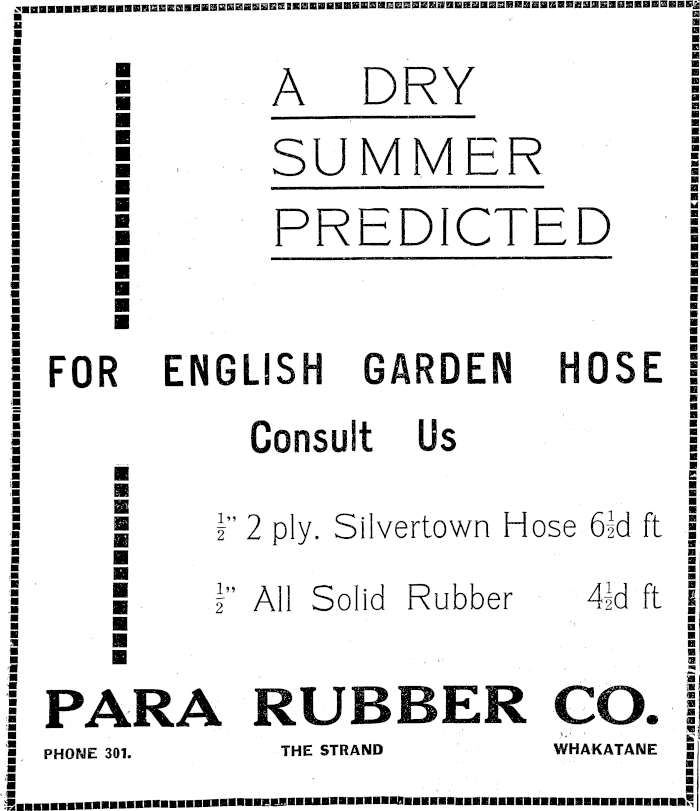 A DRY
SUMMER
PREDICTED
FOR ENGLISH GARDEN HOSE
Consult Us
½” 2 ply. Silvertown Hose 6½d ft
½” All Solid Rubber 4½d ft
PARA RUBBER CO.
PHONE 301. THE STRAND WHAKATANE